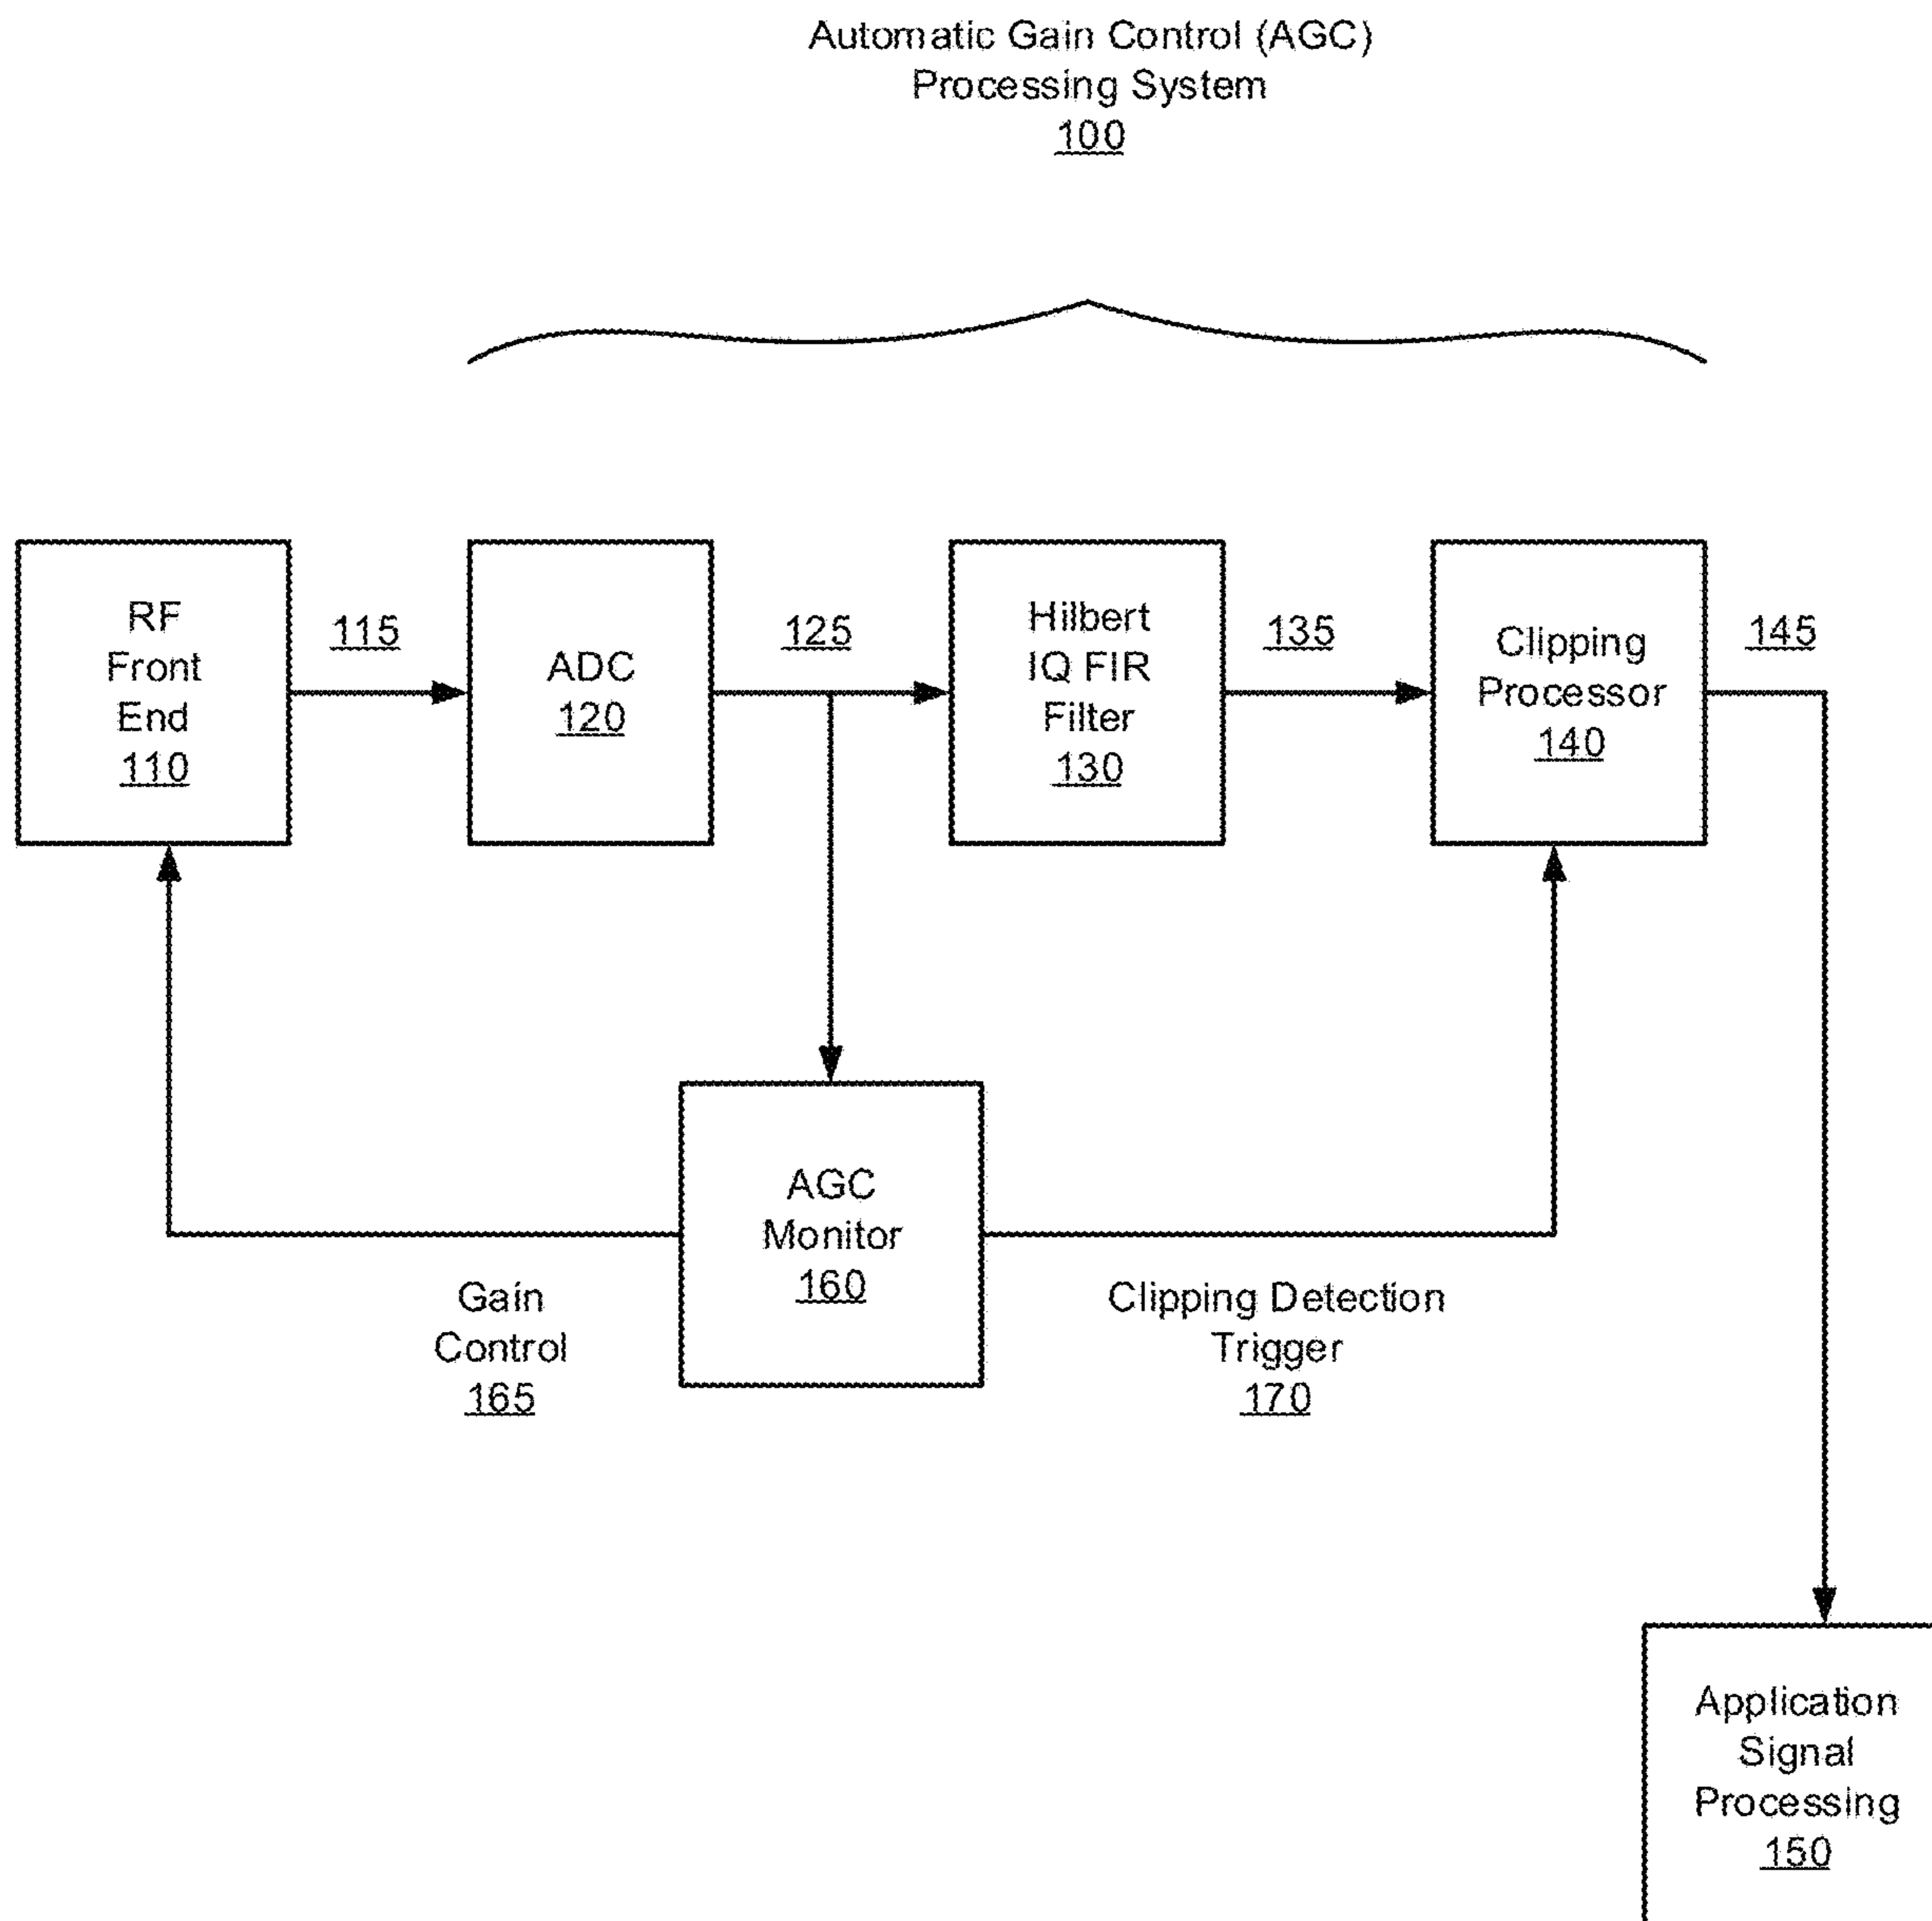 Automatic Gain Control (AGC)
Processing System
100
RF
Front
End
110
115
ADC
120
125
Hilbert
IQ FIR
Filter
130
135
Clipping
Processor
140
145
AGC
Monitor
160
Gain
Control
165
Clipping Detection
Trigger
170
Application
Signal
Processing
150